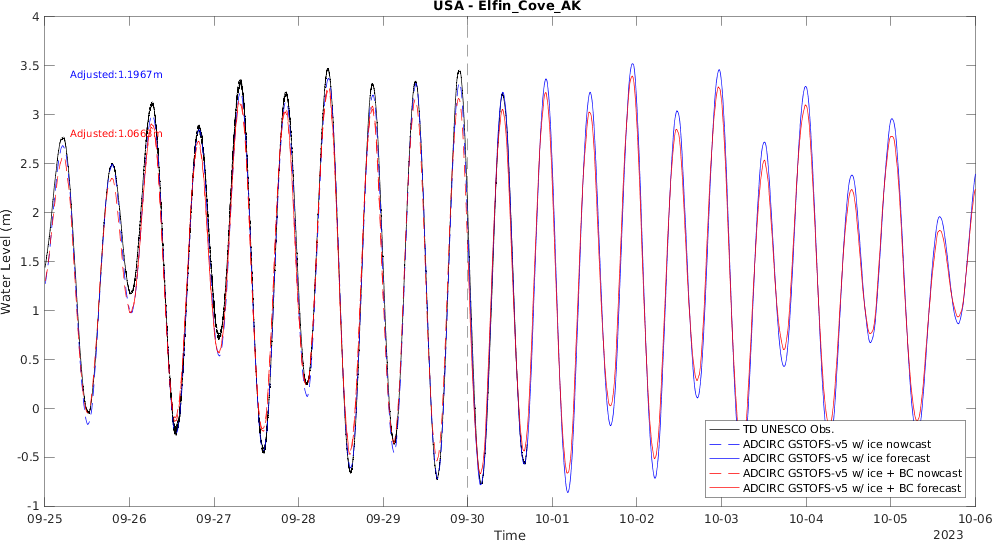 USA - Elfin_Cove_AK
4
3.5
3
2.5
2
1.5
1
0.5
0
-0.5
-1
Water Level (m)
Adjusted:1.1967m
TD UNESCO Obs.
ADCIRC GSTOFS-v5 w/ ice nowcast
ADCIRC GSTOFS-v5 w/ ice forecast
ADCIRC GSTOFS-v5 w/ ice + BC nowcast
ADCIRC GSTOFS-v5 w/ ice + BC forecast
09-25
09-26
09-27
09-28
09-29
09-30
10-01
10-02
10-03
10-04
10-05
10-06
Time
2023